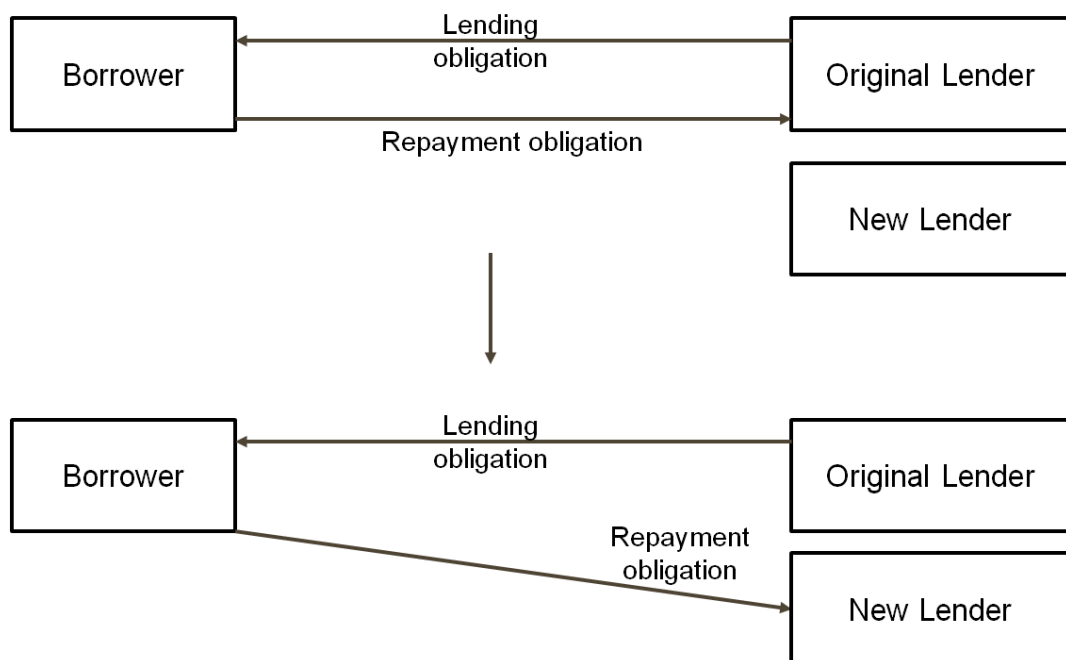 Lending
obligation
Borrower
Original Lender
Repayment obligation
New Lender
Lending
obligation
Borrower
Original Lender
Repayment
obligation
New Lender